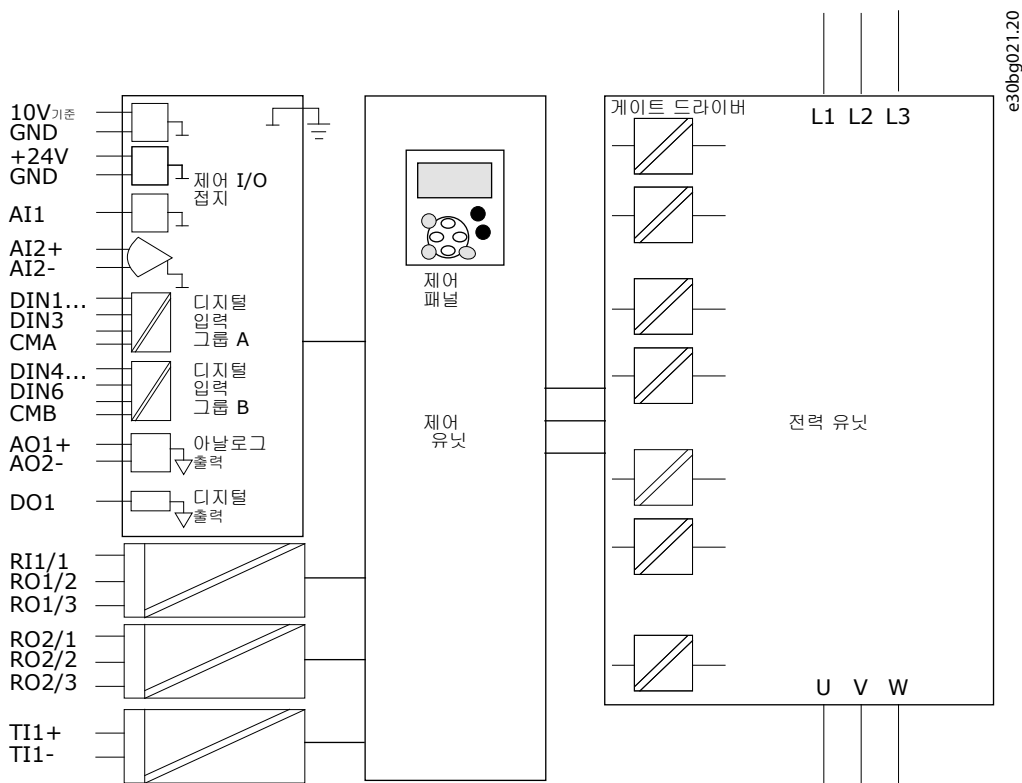 10V기준
GND
+24V
GND
AI1
AI2+
AI2-
DIN1...
DIN3
CMA
DIN4...
DIN6
CMB
AO1+
AO2-
DO1
RI1/1
RO1/2
RO1/3
RO2/1
RO2/2
RO2/3
TI1+
TI1-
제어 I/O
접지
디지털
입력
그룹 A
디지털
입력
그룹 B
아날로그
출력
디지털
출력
제어
패널
제어
유닛
게이트 드라이버
L1 L2 L3
전력 유닛
U V W
e30bg021.20